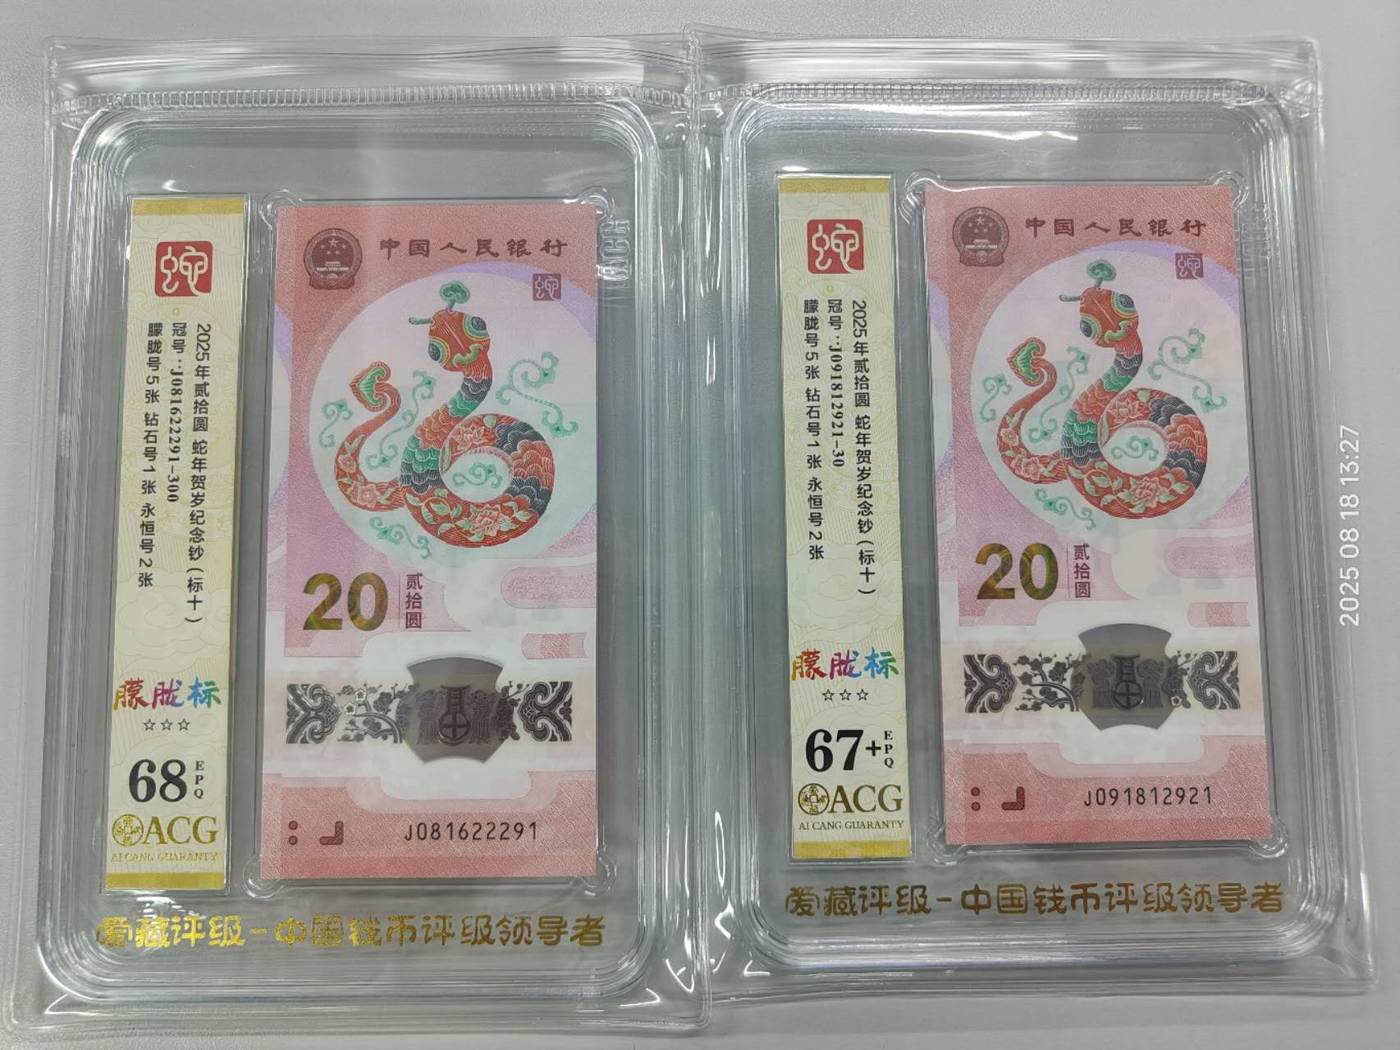 蛇
2025年贰拾圆 蛇年贺岁纪念钞（标十）
冠号：J081622291-300
朦胧号5张 钻石号1张 永恒号2张
朦胧标
☆☆☆
68 EPQ
ACG
AI CANG GUARANTY
中国人民银行
蛇
20 贰拾圆
J081622291
爱藏评级-中国钱币评级领导者
蛇
2025年贰拾圆 蛇年贺岁纪念钞（标十）
冠号：J091812921-30
朦胧号5张 钻石号1张 永恒号2张
朦胧标
☆☆☆
67+ EPQ
ACG
AI CANG GUARANTY
中国人民银行
蛇
20 贰拾圆
J091812921
爱藏评级-中国钱币评级领导者
2025 08 18 13:27